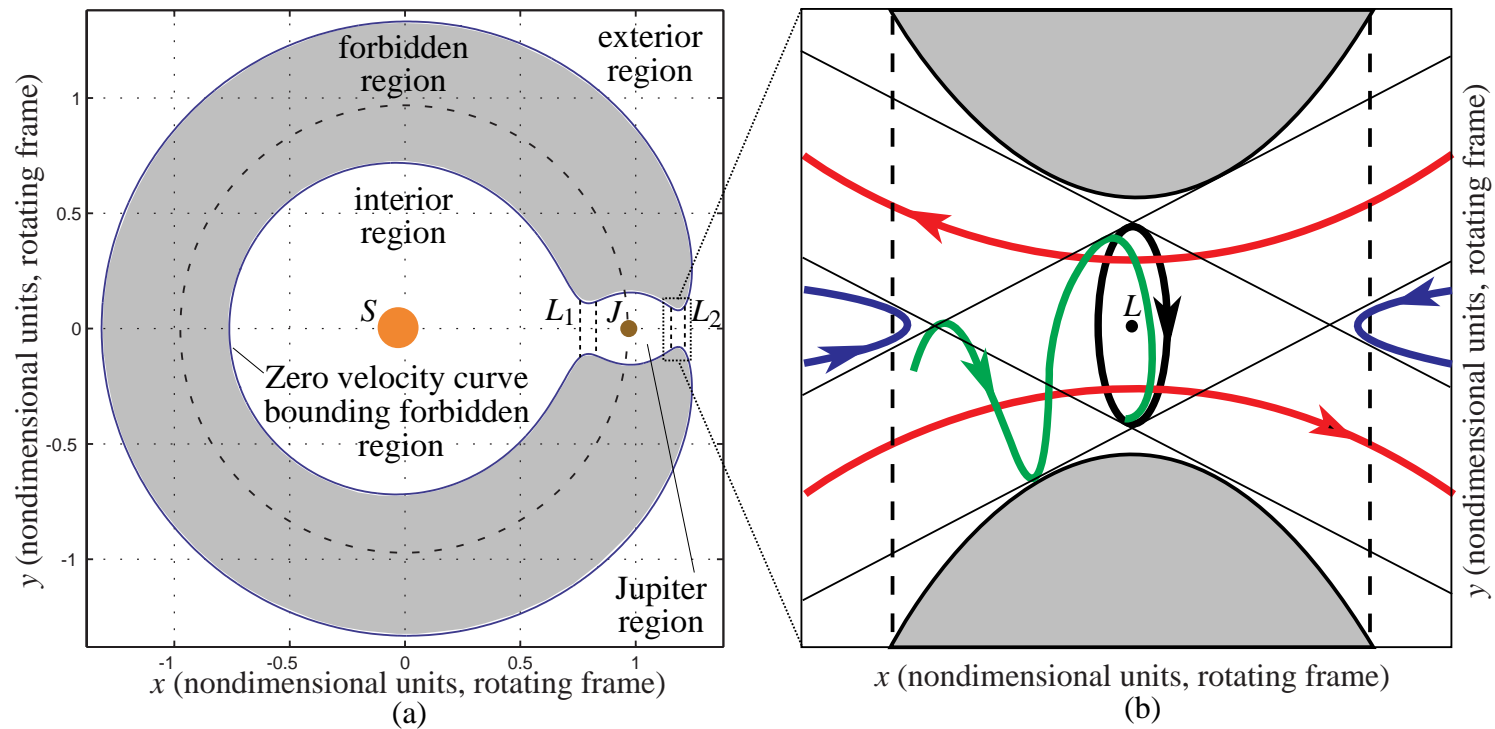 forbidden
region
exterior
region
interior
region
S
L1
J
L2
Zero velocity curve
bounding forbidden
region
Jupiter
region
1
0.5
0
-0.5
-1
-1
-0.5
0
0.5
1
y (nondimensional units, rotating frame)
x (nondimensional units, rotating frame)
(a)
L
y (nondimensional units, rotating frame)
x (nondimensional units, rotating frame)
(b)